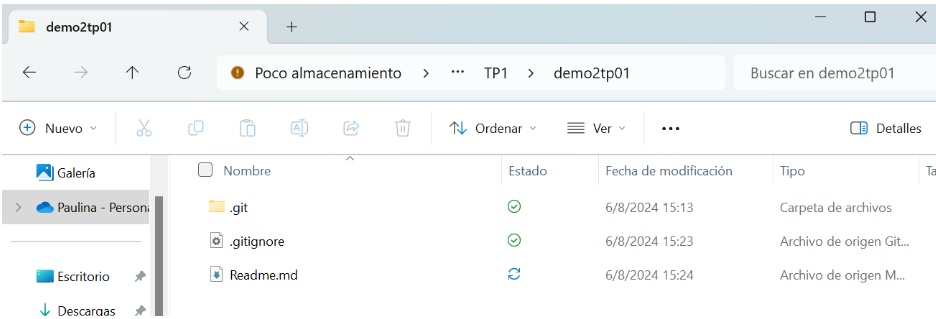 demo2tp01
Poco almacenamiento > ... TP1 > demo2tp01 Buscar en demo2tp01
Nuevo Ordenar Ver ... Detalles
Galería
Paulina - Persona
Escritorio
Descargas
Nombre Estado Fecha de modificación Tipo Ta
.git 6/8/2024 15:13 Carpeta de archivos
.gitignore 6/8/2024 15:23 Archivo de origen Git...
Readme.md 6/8/2024 15:24 Archivo de origen M...